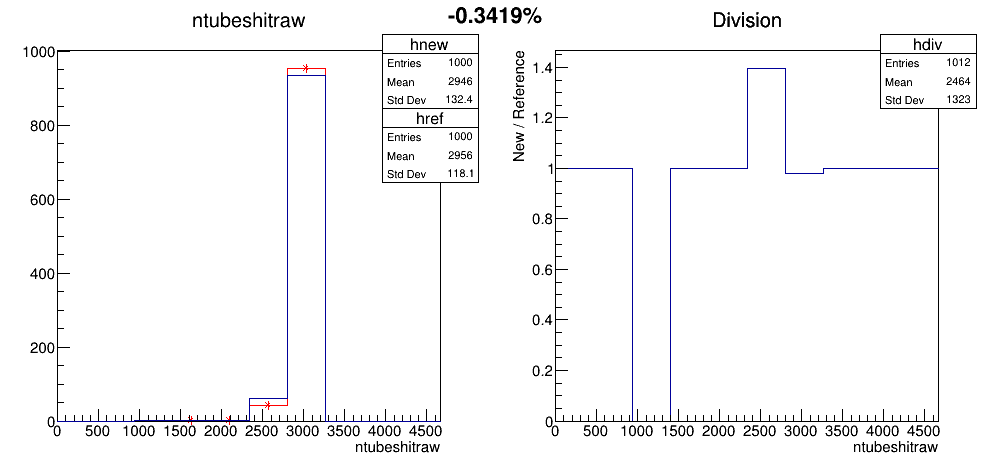 -0.3419%
ntubeshitraw
hnew
Entries 1000
Mean 2946
Std Dev 132.4
href
Entries 1000
Mean 2956
Std Dev 118.1
1000
800
600
400
200
0
0 500 1000 1500 2000 2500 3000 3500 4000 4500
ntubeshitraw
Division
hdiv
Entries 1012
Mean 2464
Std Dev 1323
New / Reference
1.4
1.2
1
0.8
0.6
0.4
0.2
0
0 500 1000 1500 2000 2500 3000 3500 4000 4500
ntubeshitraw